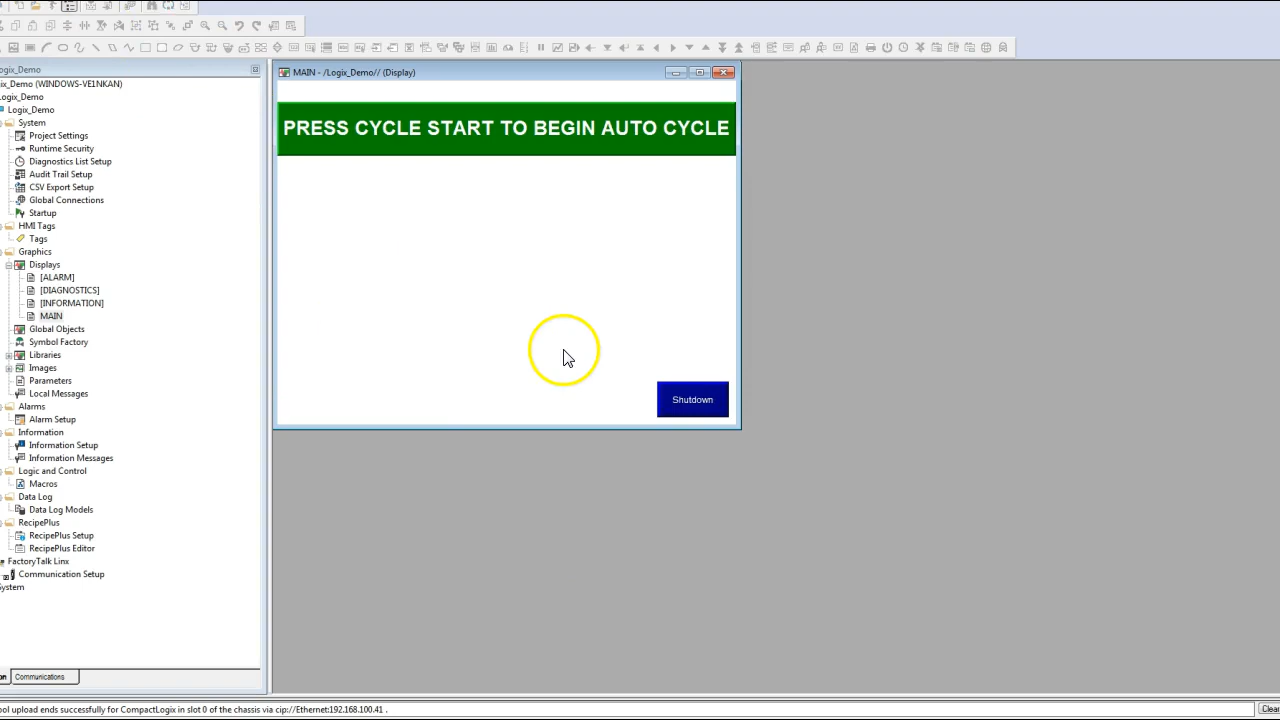 ogix_Demo
MAIN - /Logix_Demo// (Display)
ix_Demo (WINDOWS-VE1NKAN)
Logix_Demo
Logix_Demo
System
Project Settings
Runtime Security
Diagnostics List Setup
Audit Trail Setup
CSV Export Setup
Global Connections
Startup
HMI Tags
Tags
Graphics
Displays
[ALARM]
[DIAGNOSTICS]
[INFORMATION]
MAIN
Global Objects
Symbol Factory
Libraries
Images
Parameters
Local Messages
Alarms
Alarm Setup
Information
Information Setup
Information Messages
Logic and Control
Macros
Data Log
Data Log Models
RecipePlus
RecipePlus Setup
RecipePlus Editor
FactoryTalk Linx
Communication Setup
System
PRESS CYCLE START TO BEGIN AUTO CYCLE
Shutdown
on
Communications
ool upload ends successfully for CompactLogix in slot 0 of the chassis via cip://Ethernet:192.168.100.41 .
Clear